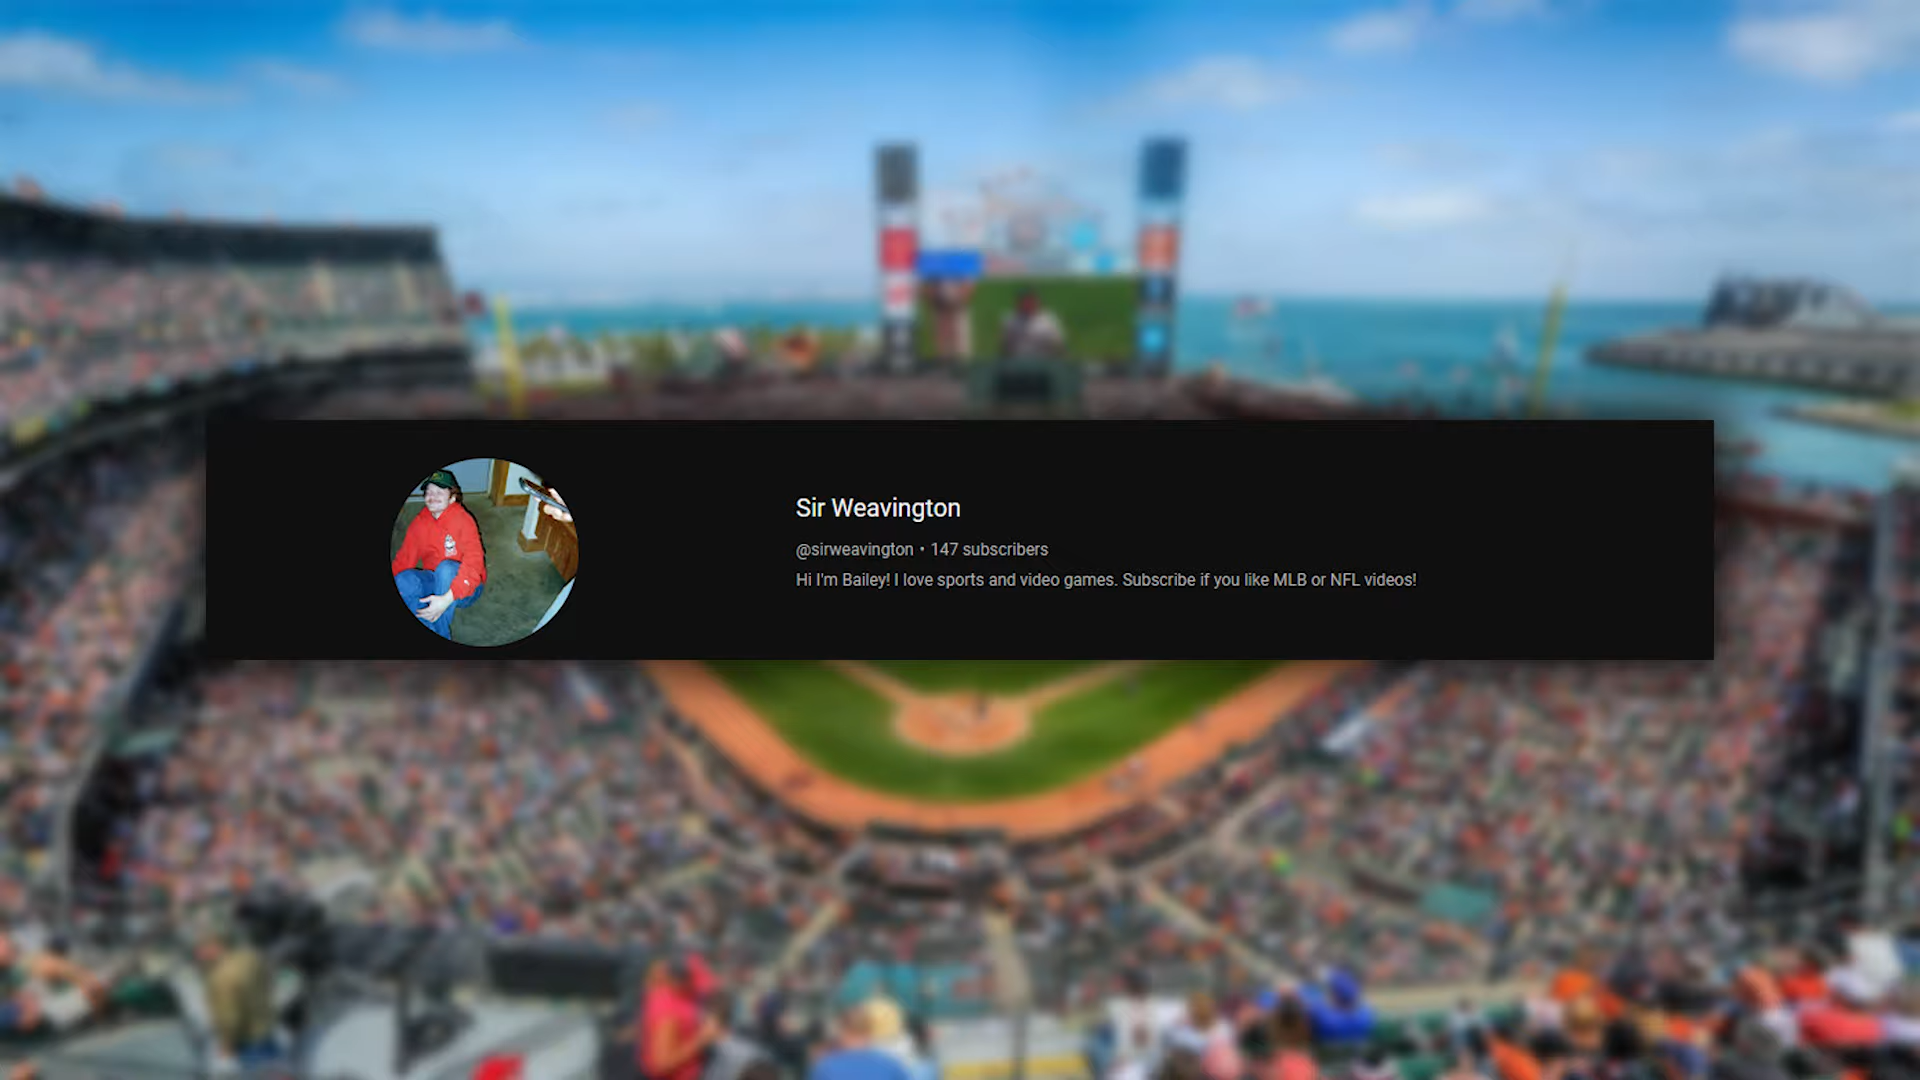 Sir Weavington
@sirweavington • 147 subscribers
Hi I'm Bailey! I love sports and video games. Subscribe if you like MLB or NFL videos!